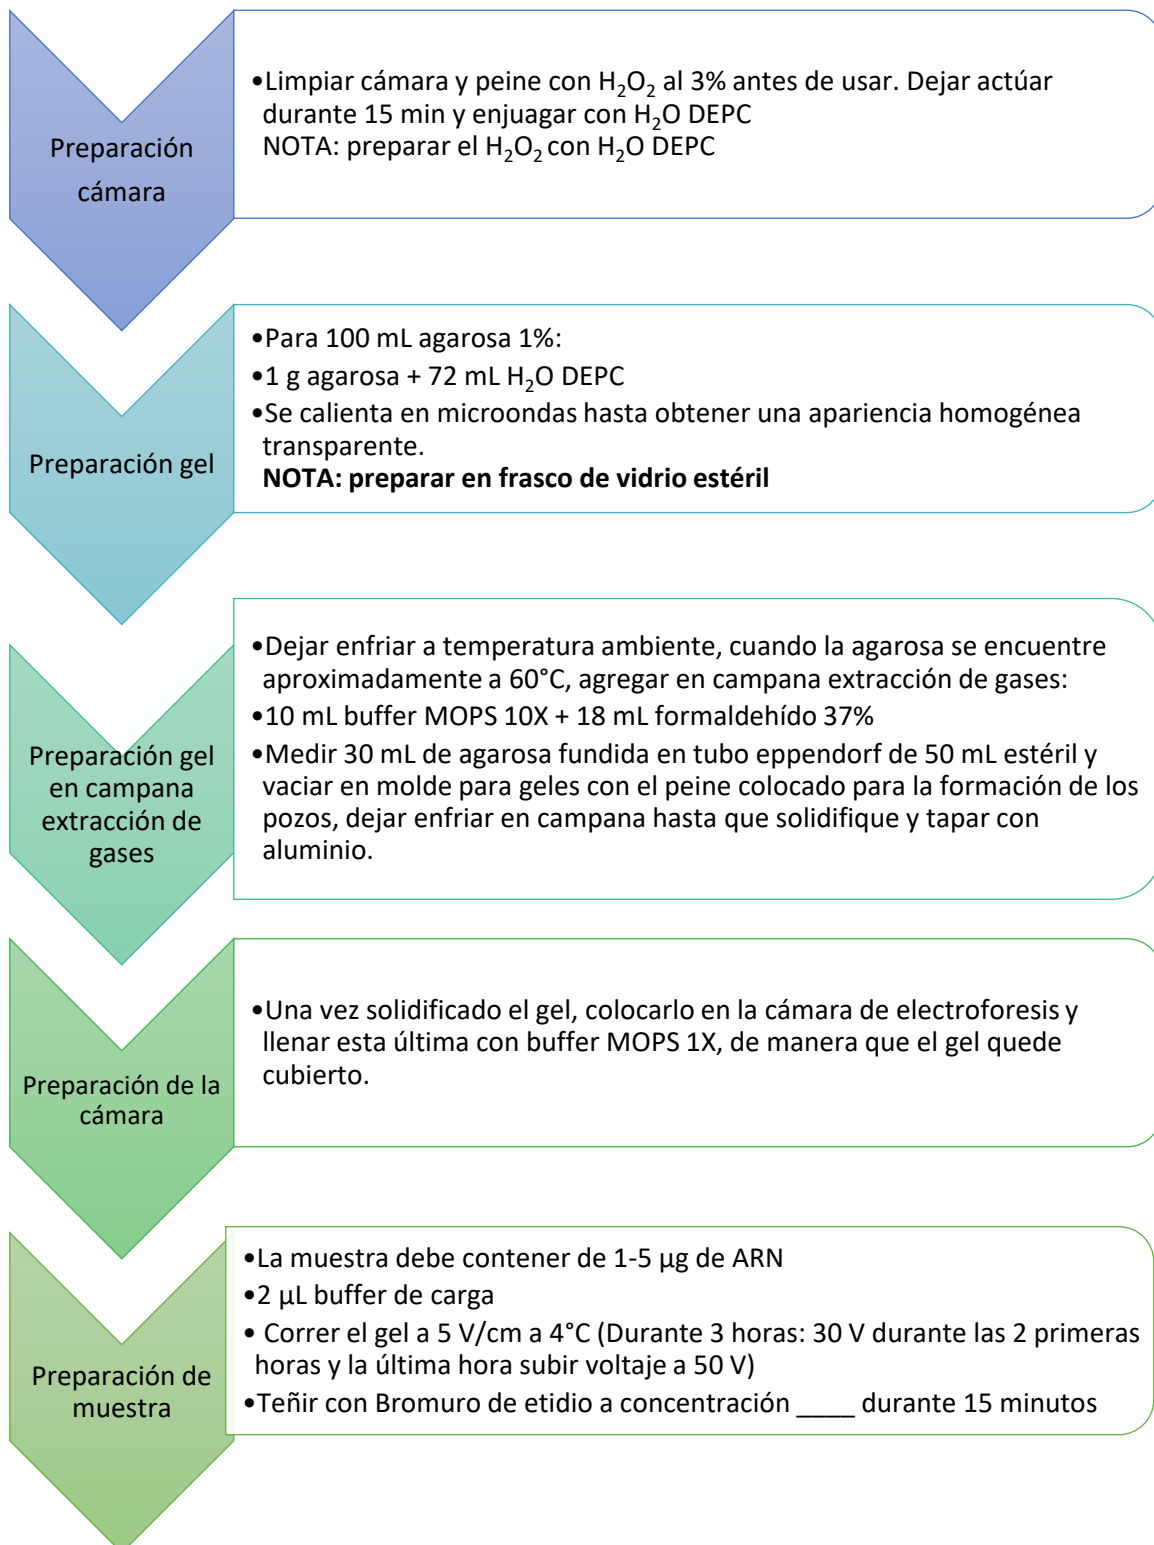 Preparación
cámara
•Limpiar cámara y peine con H₂O₂ al 3% antes de usar. Dejar actúar
durante 15 min y enjuagar con H₂O DEPC
NOTA: preparar el H₂O₂ con H₂O DEPC
Preparación gel
•Para 100 mL agarosa 1%:
•1 g agarosa + 72 mL H₂O DEPC
•Se calienta en microondas hasta obtener una apariencia homogénea
transparente.
NOTA: preparar en frasco de vidrio estéril
Preparación gel
en campana
extracción de
gases
•Dejar enfriar a temperatura ambiente, cuando la agarosa se encuentre
aproximadamente a 60°C, agregar en campana extracción de gases:
•10 mL buffer MOPS 10X + 18 mL formaldehído 37%
•Medir 30 mL de agarosa fundida en tubo eppendorf de 50 mL estéril y
vaciar en molde para geles con el peine colocado para la formación de los
pozos, dejar enfriar en campana hasta que solidifique y tapar con
aluminio.
Preparación de la
cámara
•Una vez solidificado el gel, colocarlo en la cámara de electroforesis y
llenar esta última con buffer MOPS 1X, de manera que el gel quede
cubierto.
Preparación de
muestra
•La muestra debe contener de 1-5 µg de ARN
•2 µL buffer de carga
• Correr el gel a 5 V/cm a 4°C (Durante 3 horas: 30 V durante las 2 primeras
horas y la última hora subir voltaje a 50 V)
•Teñir con Bromuro de etidio a concentración ____ durante 15 minutos